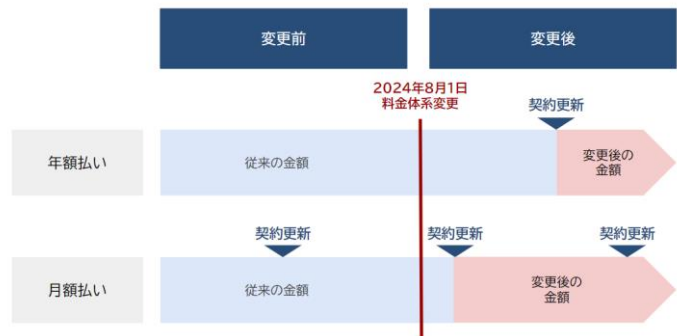 変更前
変更後
2024年8月1日
料金体系変更
契約更新
年額払い
従来の金額
変更後の
金額
契約更新
契約更新
契約更新
月額払い
従来の金額
変更後の
金額